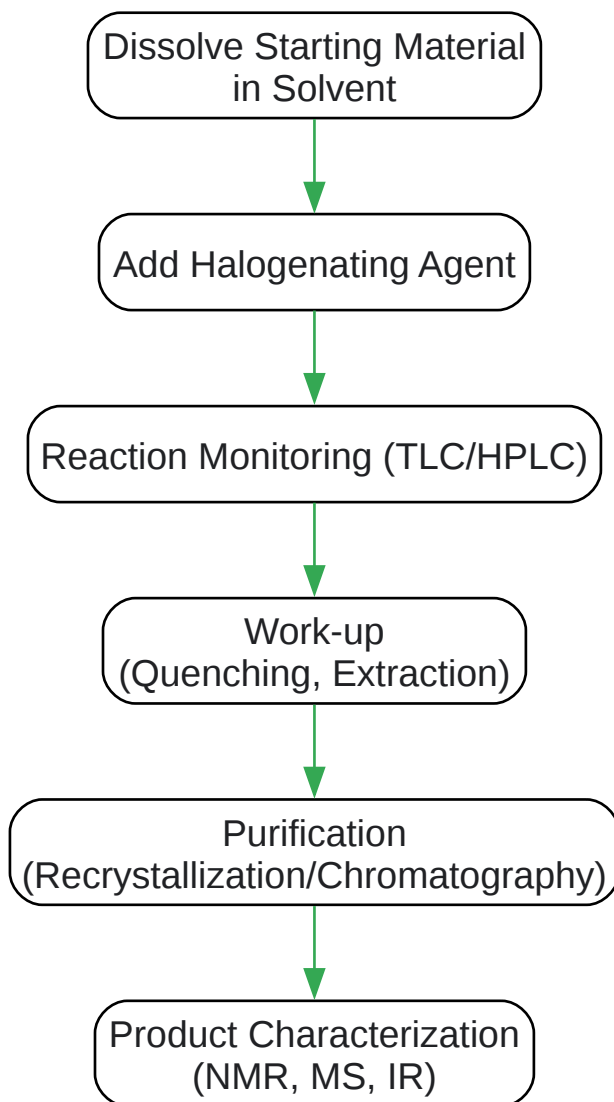 Dissolve Starting Material
in Solvent
Add Halogenating Agent
Reaction Monitoring (TLC/HPLC)
Work-up
(Quenching, Extraction)
Purification
(Recrystallization/Chromatography)
Product Characterization
(NMR, MS, IR)